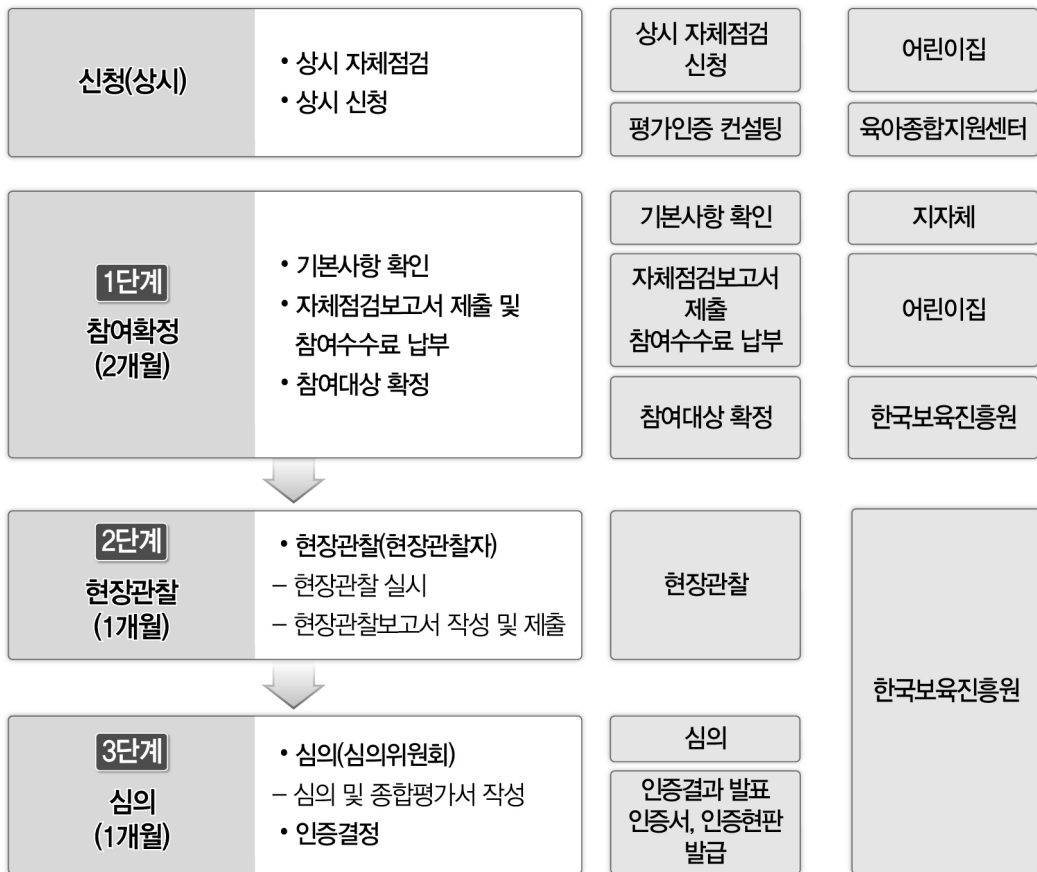 신청(상시)
• 상시 자체점검
• 상시 신청
상시 자체점검
신청
어린이집
평가인증 컨설팅
육아종합지원센터
1단계
참여확정
(2개월)
• 기본사항 확인
• 자체점검보고서 제출 및
참여수수료 납부
• 참여대상 확정
기본사항 확인
지자체
자체점검보고서
제출
참여수수료 납부
어린이집
참여대상 확정
한국보육진흥원
2단계
현장관찰
(1개월)
• 현장관찰(현장관찰자)
– 현장관찰 실시
– 현장관찰보고서 작성 및 제출
현장관찰
한국보육진흥원
3단계
심의
(1개월)
• 심의(심의위원회)
– 심의 및 종합평가서 작성
• 인증결정
심의
인증결과 발표
인증서, 인증현판
발급